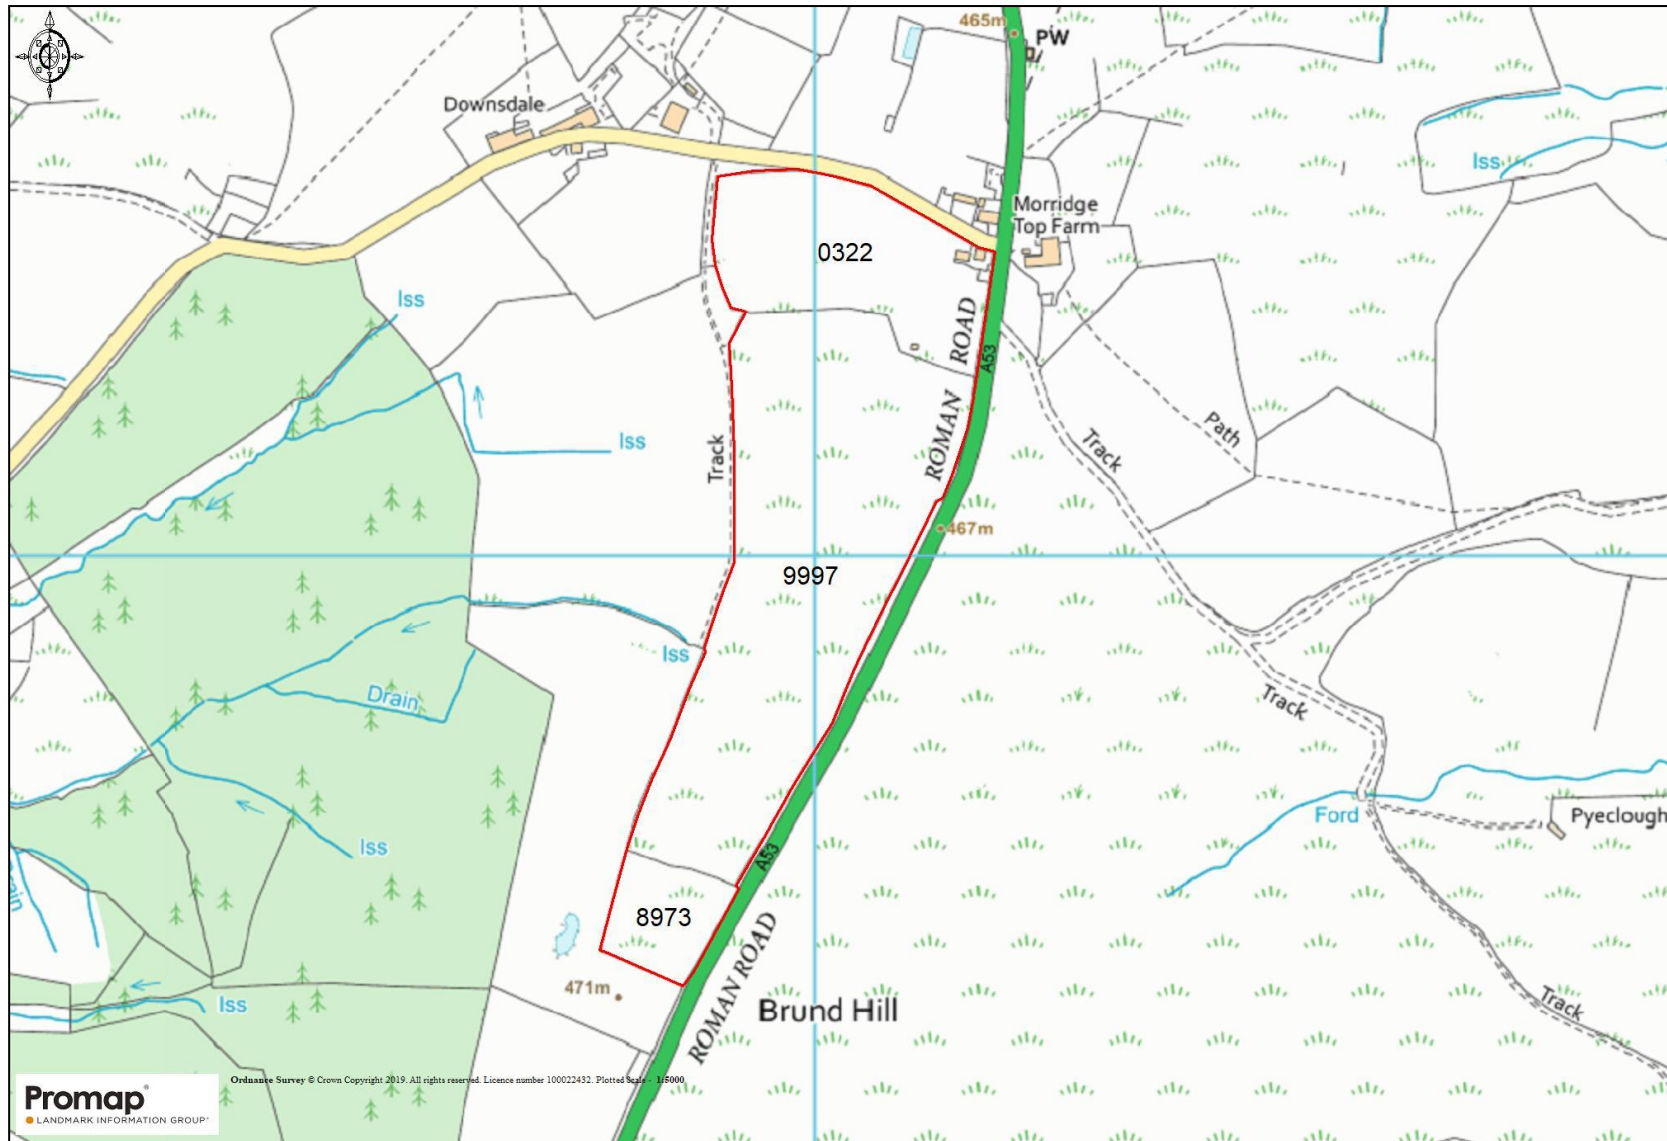 465m
PW
Downsdale
Iss
Morridge
Top Farm
0322
Iss
ROMAN ROAD
A53
Track
Iss
Track
Path
467m
9997
Iss
Drain
Track
Ford
Pyeclough
Iss
A53
Drain
8973
ROMAN ROAD
471m
Iss
Brund Hill
Track
Ordnance Survey © Crown Copyright 2019. All rights reserved. Licence number 100022432. Plotted Scale - 1:5000
Promap
LANDMARK INFORMATION GROUP